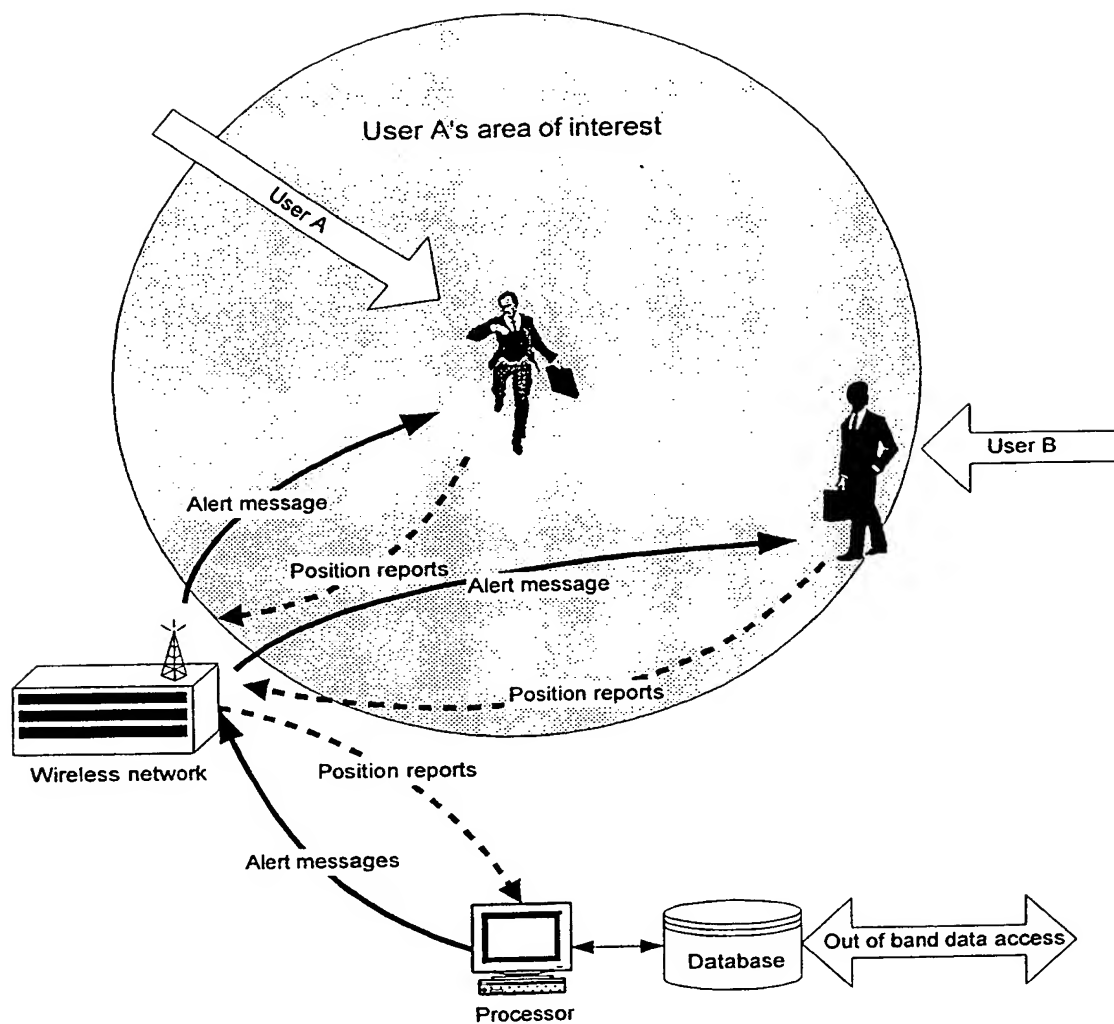 User A's area of interest
User A
User B
Alert message
Position reports
Alert message
Position reports
Wireless network
Position reports
Alert messages
Out of band data access
Database
Processor